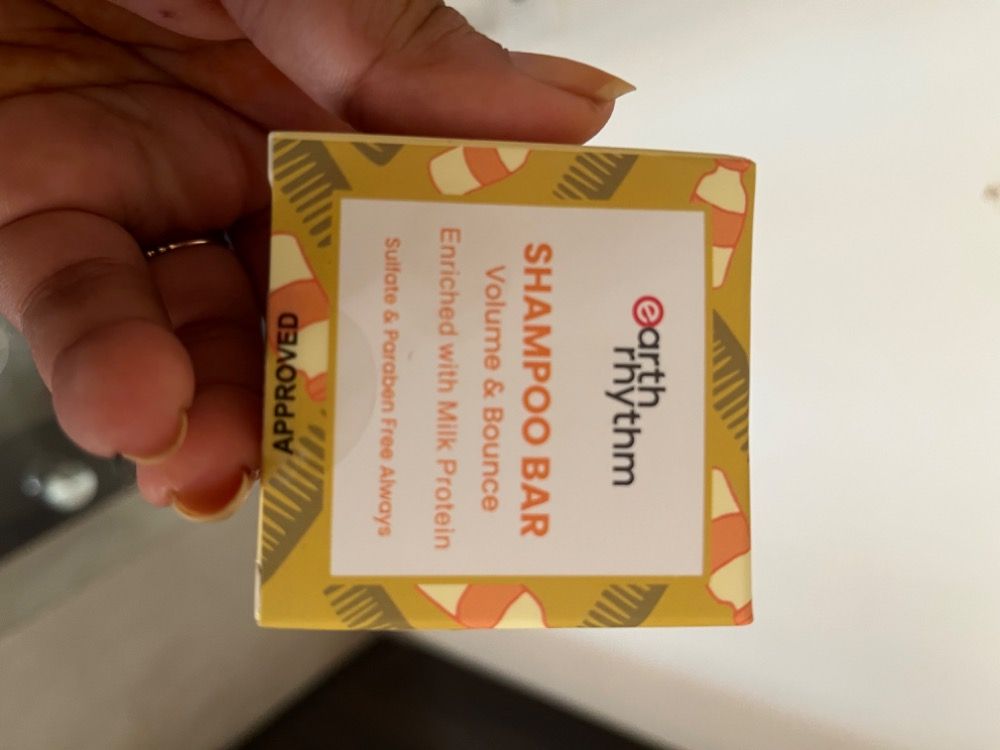 earth
rhythm
SHAMPOO BAR
Volume & Bounce
Enriched with Milk Protein
Sulfate & Paraben Free Always
APPROVED